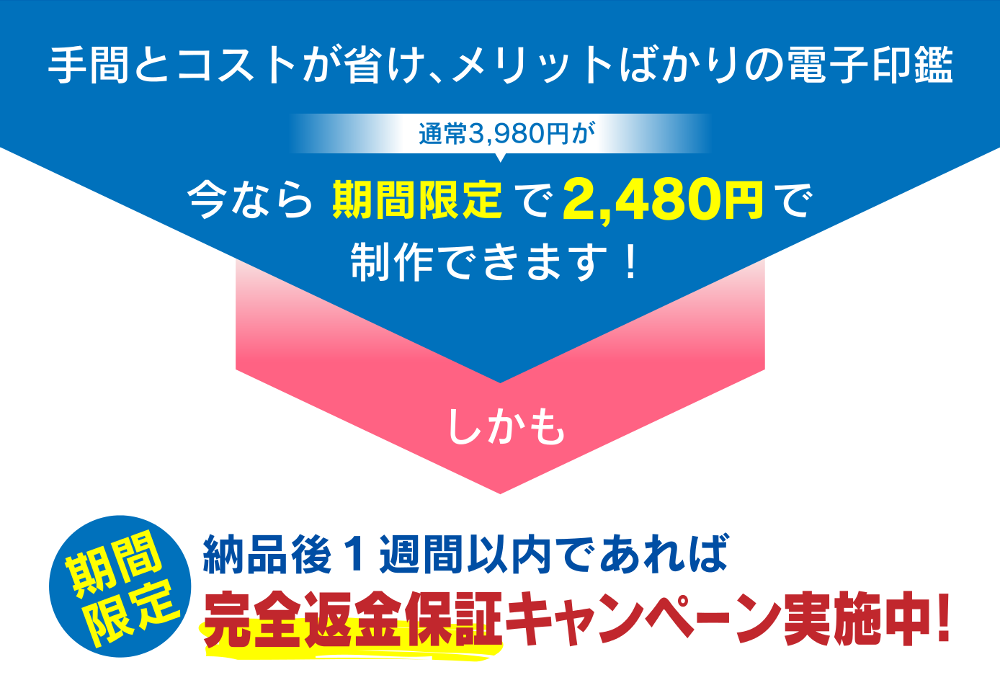 手間とコストが省け、メリットばかりの電子印鑑
通常3,980円が
今なら 期間限定 で 2,480円 で
制作できます！
しかも
期間
限定
納品後1週間以内であれば
完全返金保証キャンペーン実施中!